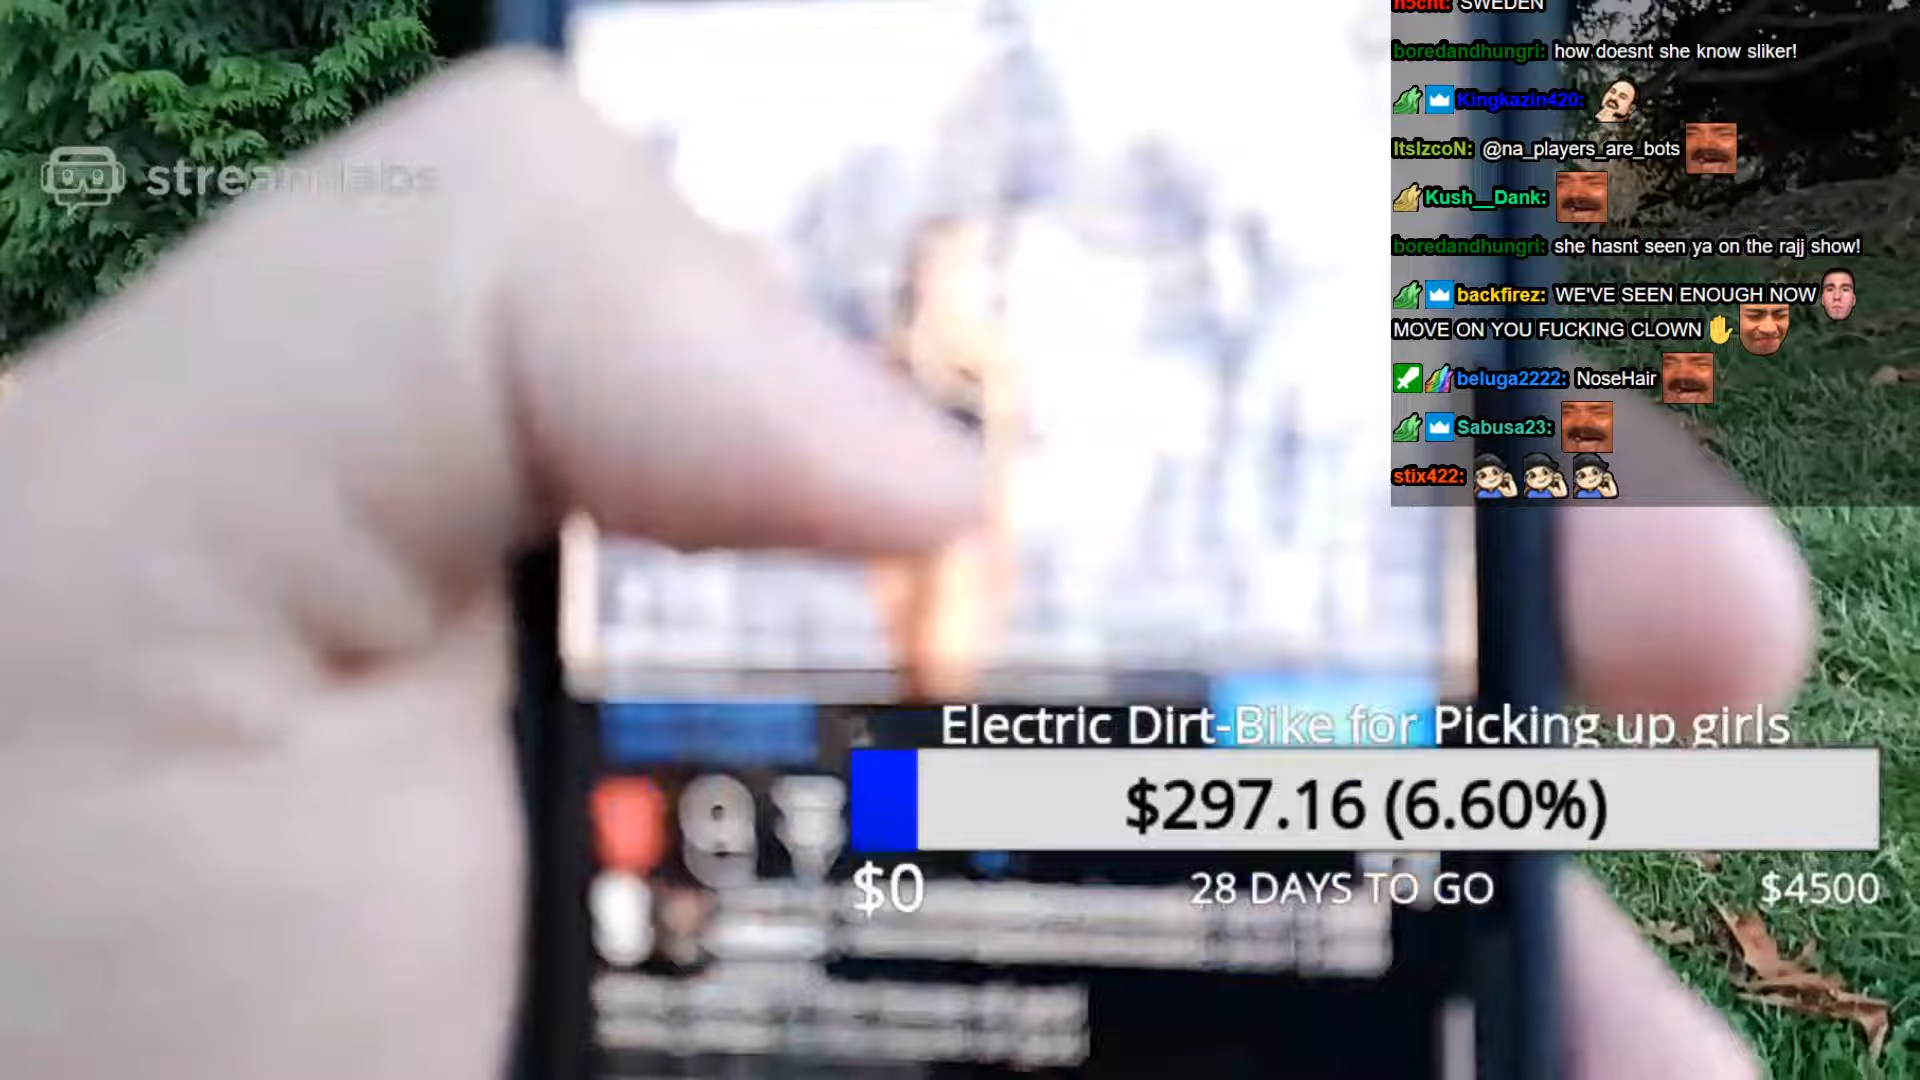 n5cht: SWEDEN
boredandhungri: how doesnt she know sliker!
Kingkazin420:
ItsIzcoN: @na_players_are_bots
Kush__Dank:
boredandhungri: she hasnt seen ya on the rajj show!
backfirez: WE'VE SEEN ENOUGH NOW
MOVE ON YOU FUCKING CLOWN
beluga2222: NoseHair
Sabusa23:
stix422:
streamlabs
Electric Dirt-Bike for Picking up girls
$297.16 (6.60%)
$0
28 DAYS TO GO
$4500